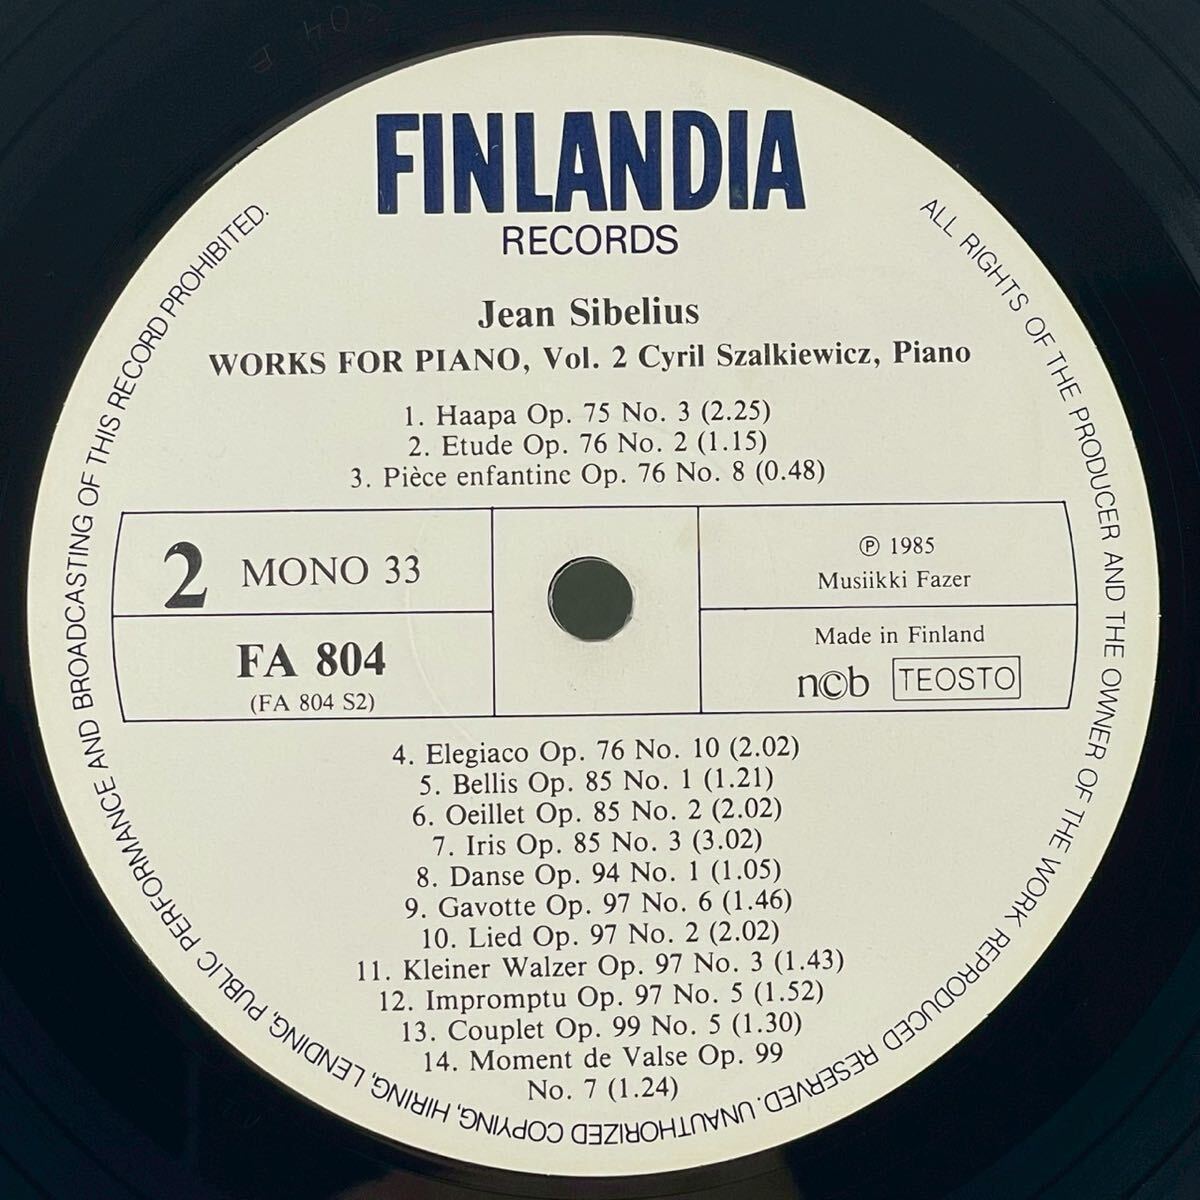 FINLANDIA
RECORDS
Jean Sibelius
WORKS FOR PIANO, Vol. 2 Cyril Szalkiewicz, Piano
1. Haapa Op. 75 No. 3 (2.25)
2. Etude Op. 76 No. 2 (1.15)
3. Pièce enfantine Op. 76 No. 8 (0.48)
2 MONO 33
FA 804
(FA 804 S2)
Ⓟ 1985
Musiikki Fazer
Made in Finland
n©b TEOSTO
4. Elegiaco Op. 76 No. 10 (2.02)
5. Bellis Op. 85 No. 1 (1.21)
6. Oeillet Op. 85 No. 2 (2.02)
7. Iris Op. 85 No. 3 (3.02)
8. Danse Op. 94 No. 1 (1.05)
9. Gavotte Op. 97 No. 6 (1.46)
10. Lied Op. 97 No. 2 (2.02)
11. Kleiner Walzer Op. 97 No. 3 (1.43)
12. Impromptu Op. 97 No. 5 (1.52)
13. Couplet Op. 99 No. 5 (1.30)
14. Moment de Valse Op. 99
No. 7 (1.24)
ALL RIGHTS OF THE PRODUCER AND THE OWNER OF THE WORK REPRODUCED RESERVED. UNAUTHORIZED COPYING, HIRING, LENDING, PUBLIC PERFORMANCE AND BROADCASTING OF THIS RECORD PROHIBITED.